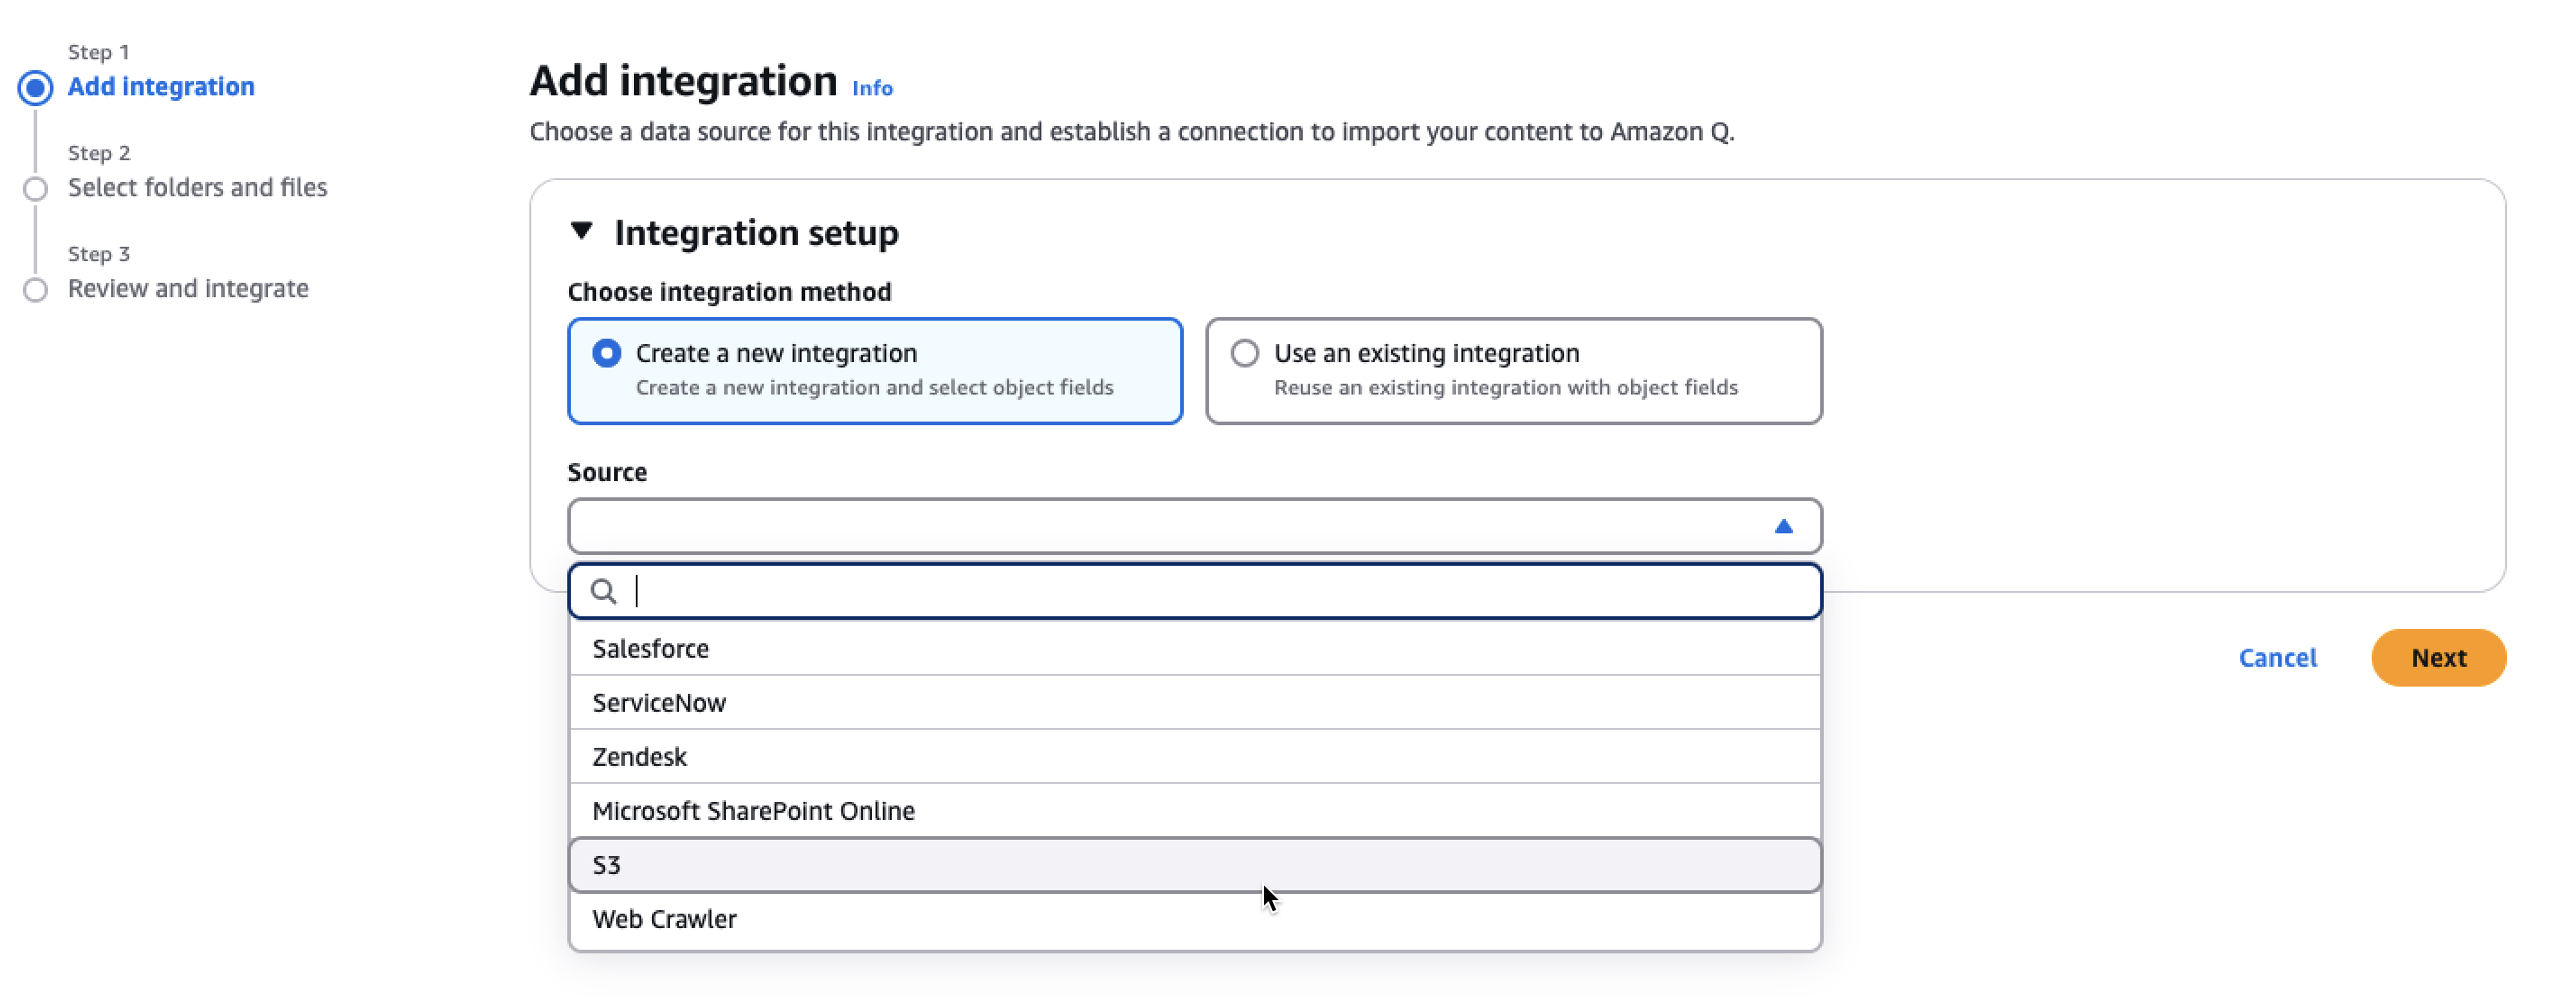 Step 1
Add integration
Step 2
Select folders and files
Step 3
Review and integrate
Add integration Info
Choose a data source for this integration and establish a connection to import your content to Amazon Q.
Integration setup
Choose integration method
Create a new integration
Create a new integration and select object fields
Use an existing integration
Reuse an existing integration with object fields
Source
Salesforce
ServiceNow
Zendesk
Microsoft SharePoint Online
S3
Web Crawler
Cancel
Next